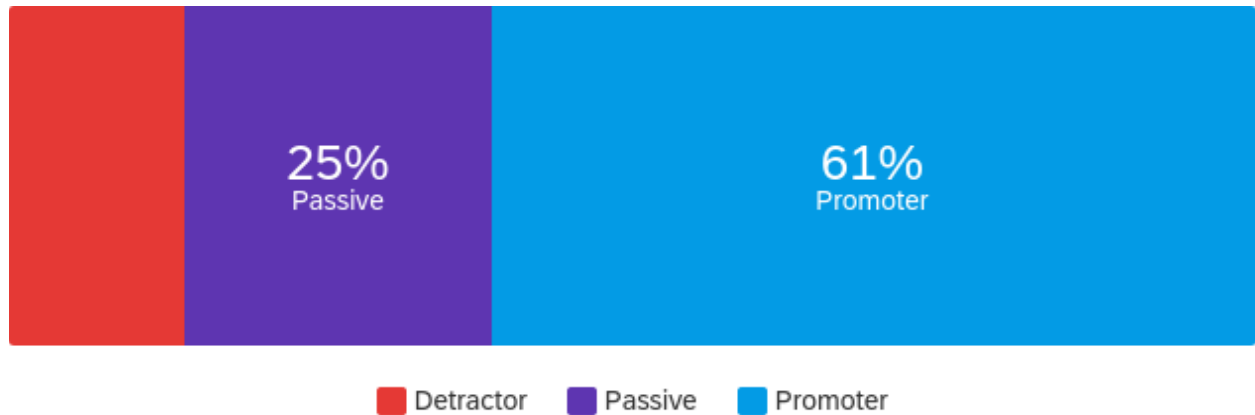 25%
Passive
61%
Promoter
Detractor Passive Promoter